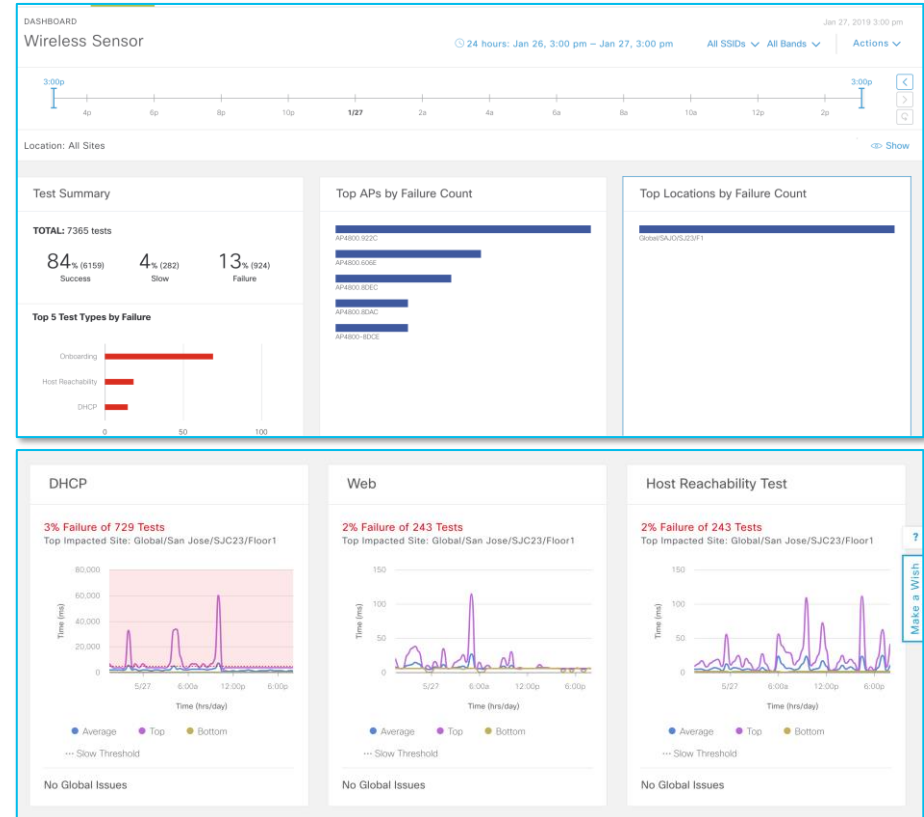 DASHBOARD
Jan 27, 2019 3:00 pm
Wireless Sensor
24 hours: Jan 26, 3:00 pm – Jan 27, 3:00 pm
All SSIDs
All Bands
Actions
3:00p
3:00p
4p 6p 8p 10p 1/27 2a 4a 6a 8a 10a 12p 2p
Location: All Sites
Show
Test Summary
TOTAL: 7365 tests
84% (6159) 4% (282) 13% (924)
Success Slow Failure
Top 5 Test Types by Failure
Onboarding
Host Reachability
DHCP
0 50 100
Top APs by Failure Count
AP4800.922C
AP4800.606E
AP4800.8DEC
AP4800.8DAC
AP4800-8DCE
Top Locations by Failure Count
Global/SAJO/SJ23/F1
DHCP
3% Failure of 729 Tests
Top Impacted Site: Global/San Jose/SJC23/Floor1
80,000
60,000
40,000
20,000
0
Time (ms)
5/27 6:00a 12:00p 6:00p
Time (hrs/day)
Average Top Bottom
Slow Threshold
No Global Issues
Web
2% Failure of 243 Tests
Top Impacted Site: Global/San Jose/SJC23/Floor1
150
100
50
0
Time (ms)
5/27 6:00a 12:00p 6:00p
Time (hrs/day)
Average Top Bottom
Slow Threshold
No Global Issues
Host Reachability Test
2% Failure of 243 Tests
Top Impacted Site: Global/San Jose/SJC23/Floor1
150
100
50
0
Time (ms)
5/27 6:00a 12:00p 6:00p
Time (hrs/day)
Average Top Bottom
Slow Threshold
No Global Issues
?
Make a Wish